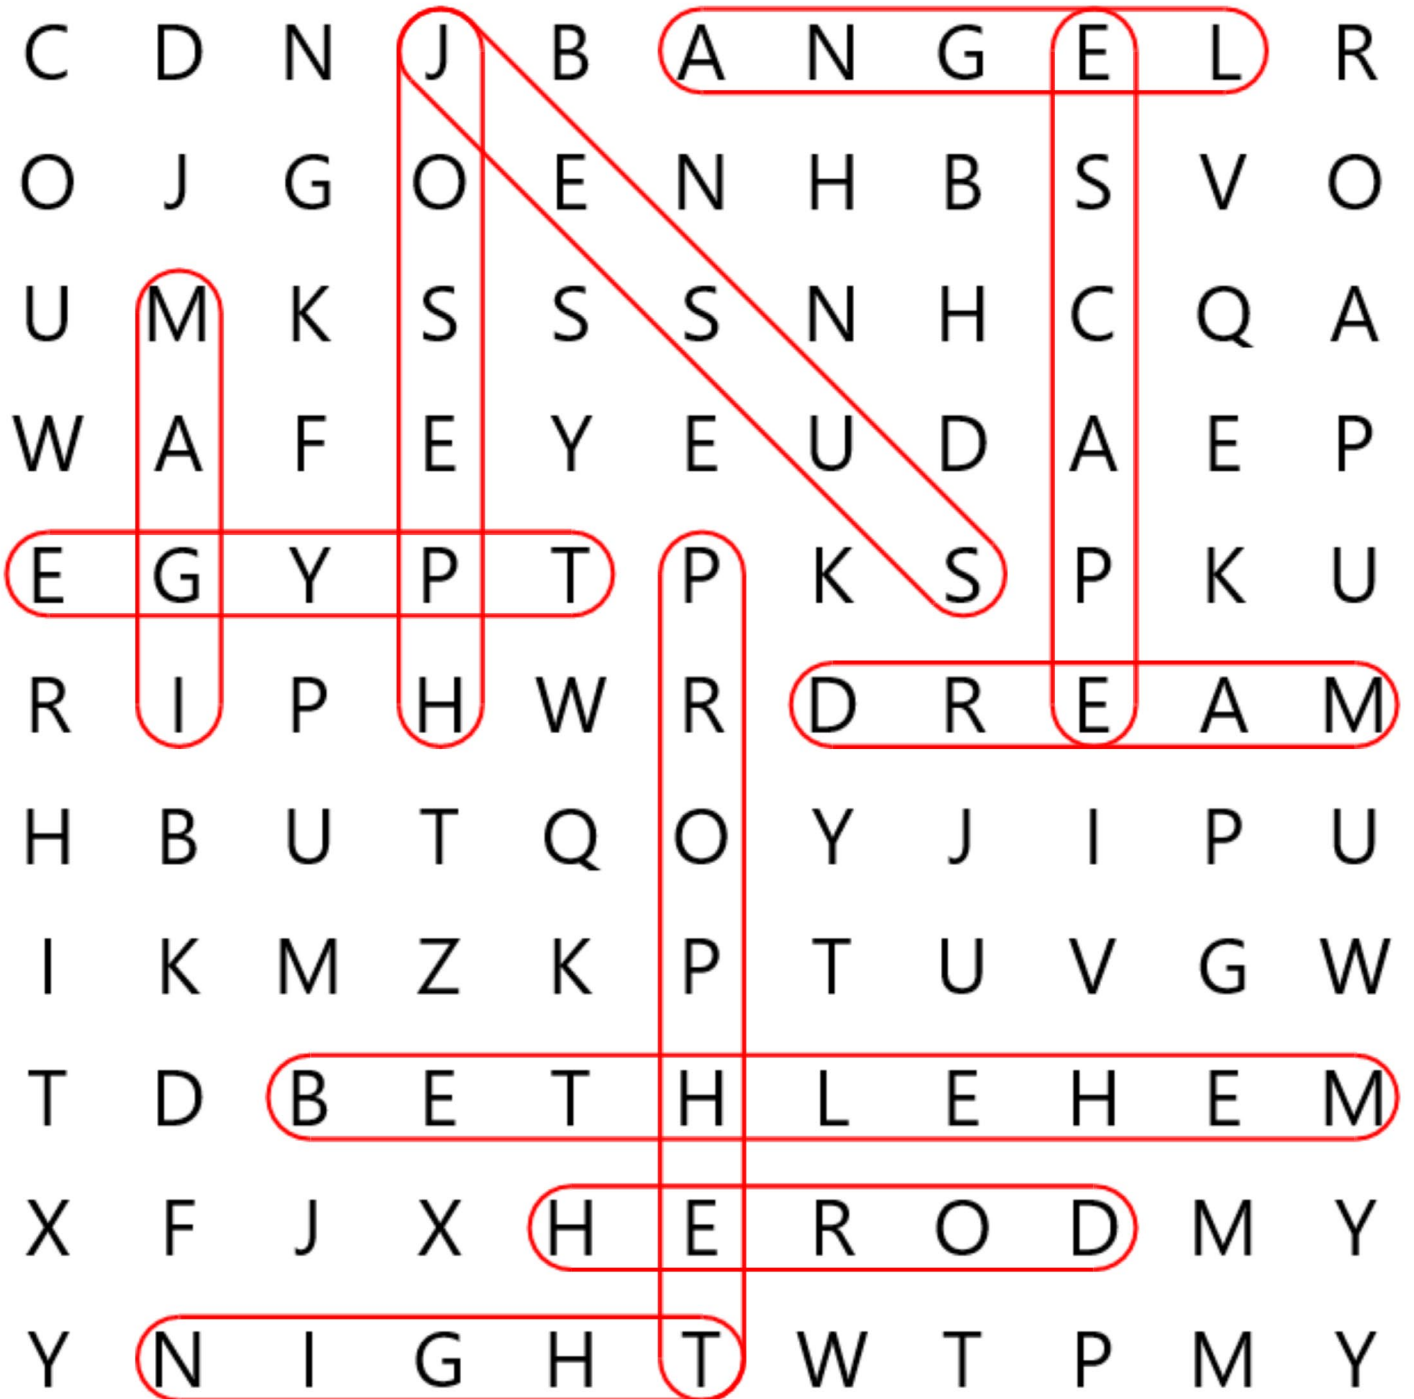 C D N J B A N G E L R
O J G O E N H B S V O
U M K S S S N H C Q A
W A F E Y E U D A E P
E G Y P T P K S P K U
R I P H W R D R E A M
H B U T Q O Y J I P U
I K M Z K P T U V G W
T D B E T H L E H E M
X F J X H E R O D M Y
Y N I G H T W T P M Y